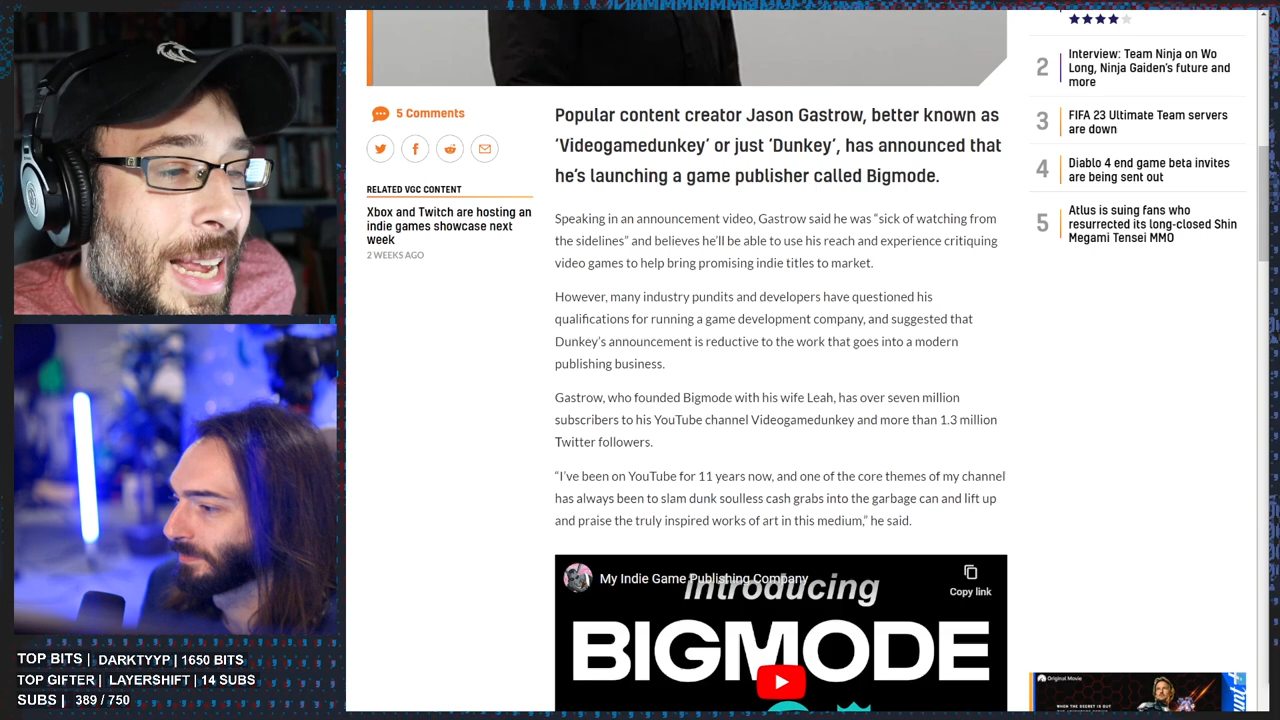 5 Comments
RELATED VGC CONTENT
Xbox and Twitch are hosting an
indie games showcase next
week
2 WEEKS AGO
Popular content creator Jason Gastrow, better known as
‘Videogamedunkey’ or just ‘Dunkey’, has announced that
he’s launching a game publisher called Bigmode.
Speaking in an announcement video, Gastrow said he was “sick of watching from
the sidelines” and believes he’ll be able to use his reach and experience critiquing
video games to help bring promising indie titles to market.
However, many industry pundits and developers have questioned his
qualifications for running a game development company, and suggested that
Dunkey’s announcement is reductive to the work that goes into a modern
publishing business.
Gastrow, who founded Bigmode with his wife Leah, has over seven million
subscribers to his YouTube channel Videogamedunkey and more than 1.3 million
Twitter followers.
“I’ve been on YouTube for 11 years now, and one of the core themes of my channel
has always been to slam dunk soulless cash grabs into the garbage can and lift up
and praise the truly inspired works of art in this medium,” he said.
My Indie Game Publishing Company
Copy link
introducing
BIGMODE
2
Interview: Team Ninja on Wo
Long, Ninja Gaiden’s future and
more
3
FIFA 23 Ultimate Team servers
are down
4
Diablo 4 end game beta invites
are being sent out
5
Atlus is suing fans who
resurrected its long-closed Shin
Megami Tensei MMO
Original Movie
WHEN THE SECRET IS OUT
TOP BITS | DARKTYYP | 1650 BITS
TOP GIFTER | LAYERSHIFT | 14 SUBS
SUBS | 389 / 750